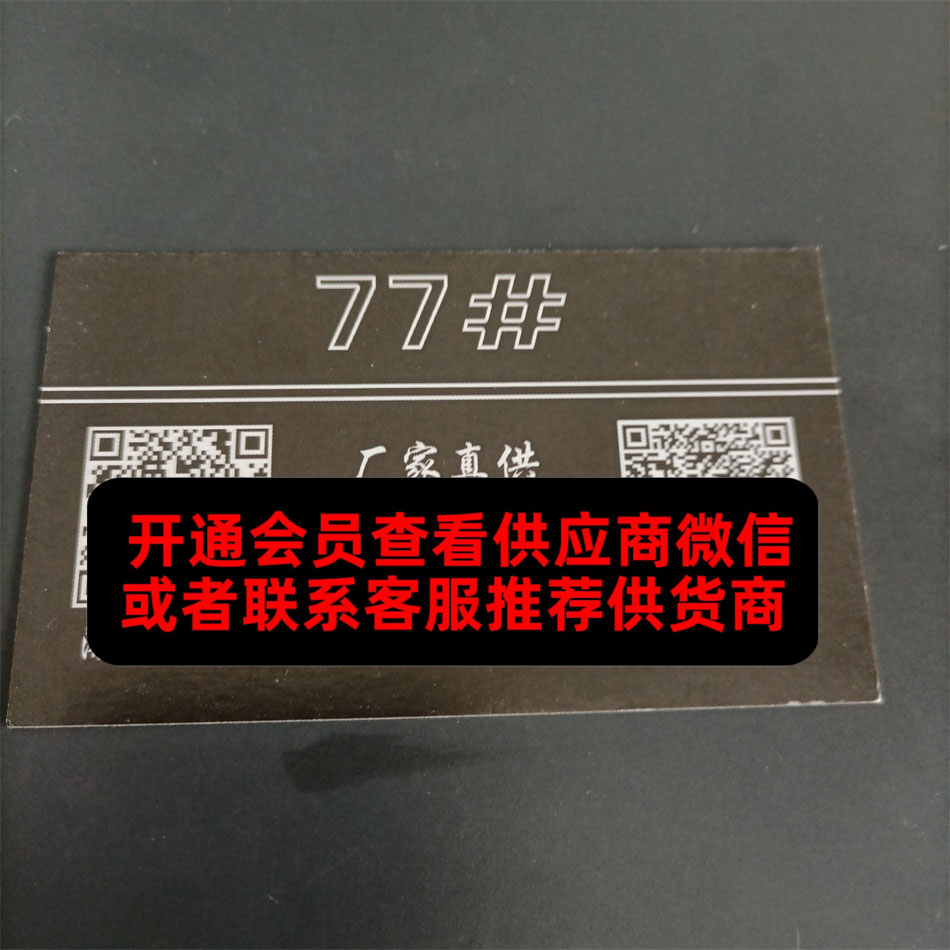 77#
厂家直供
开通会员查看供应商微信
或者联系客服推荐供货商